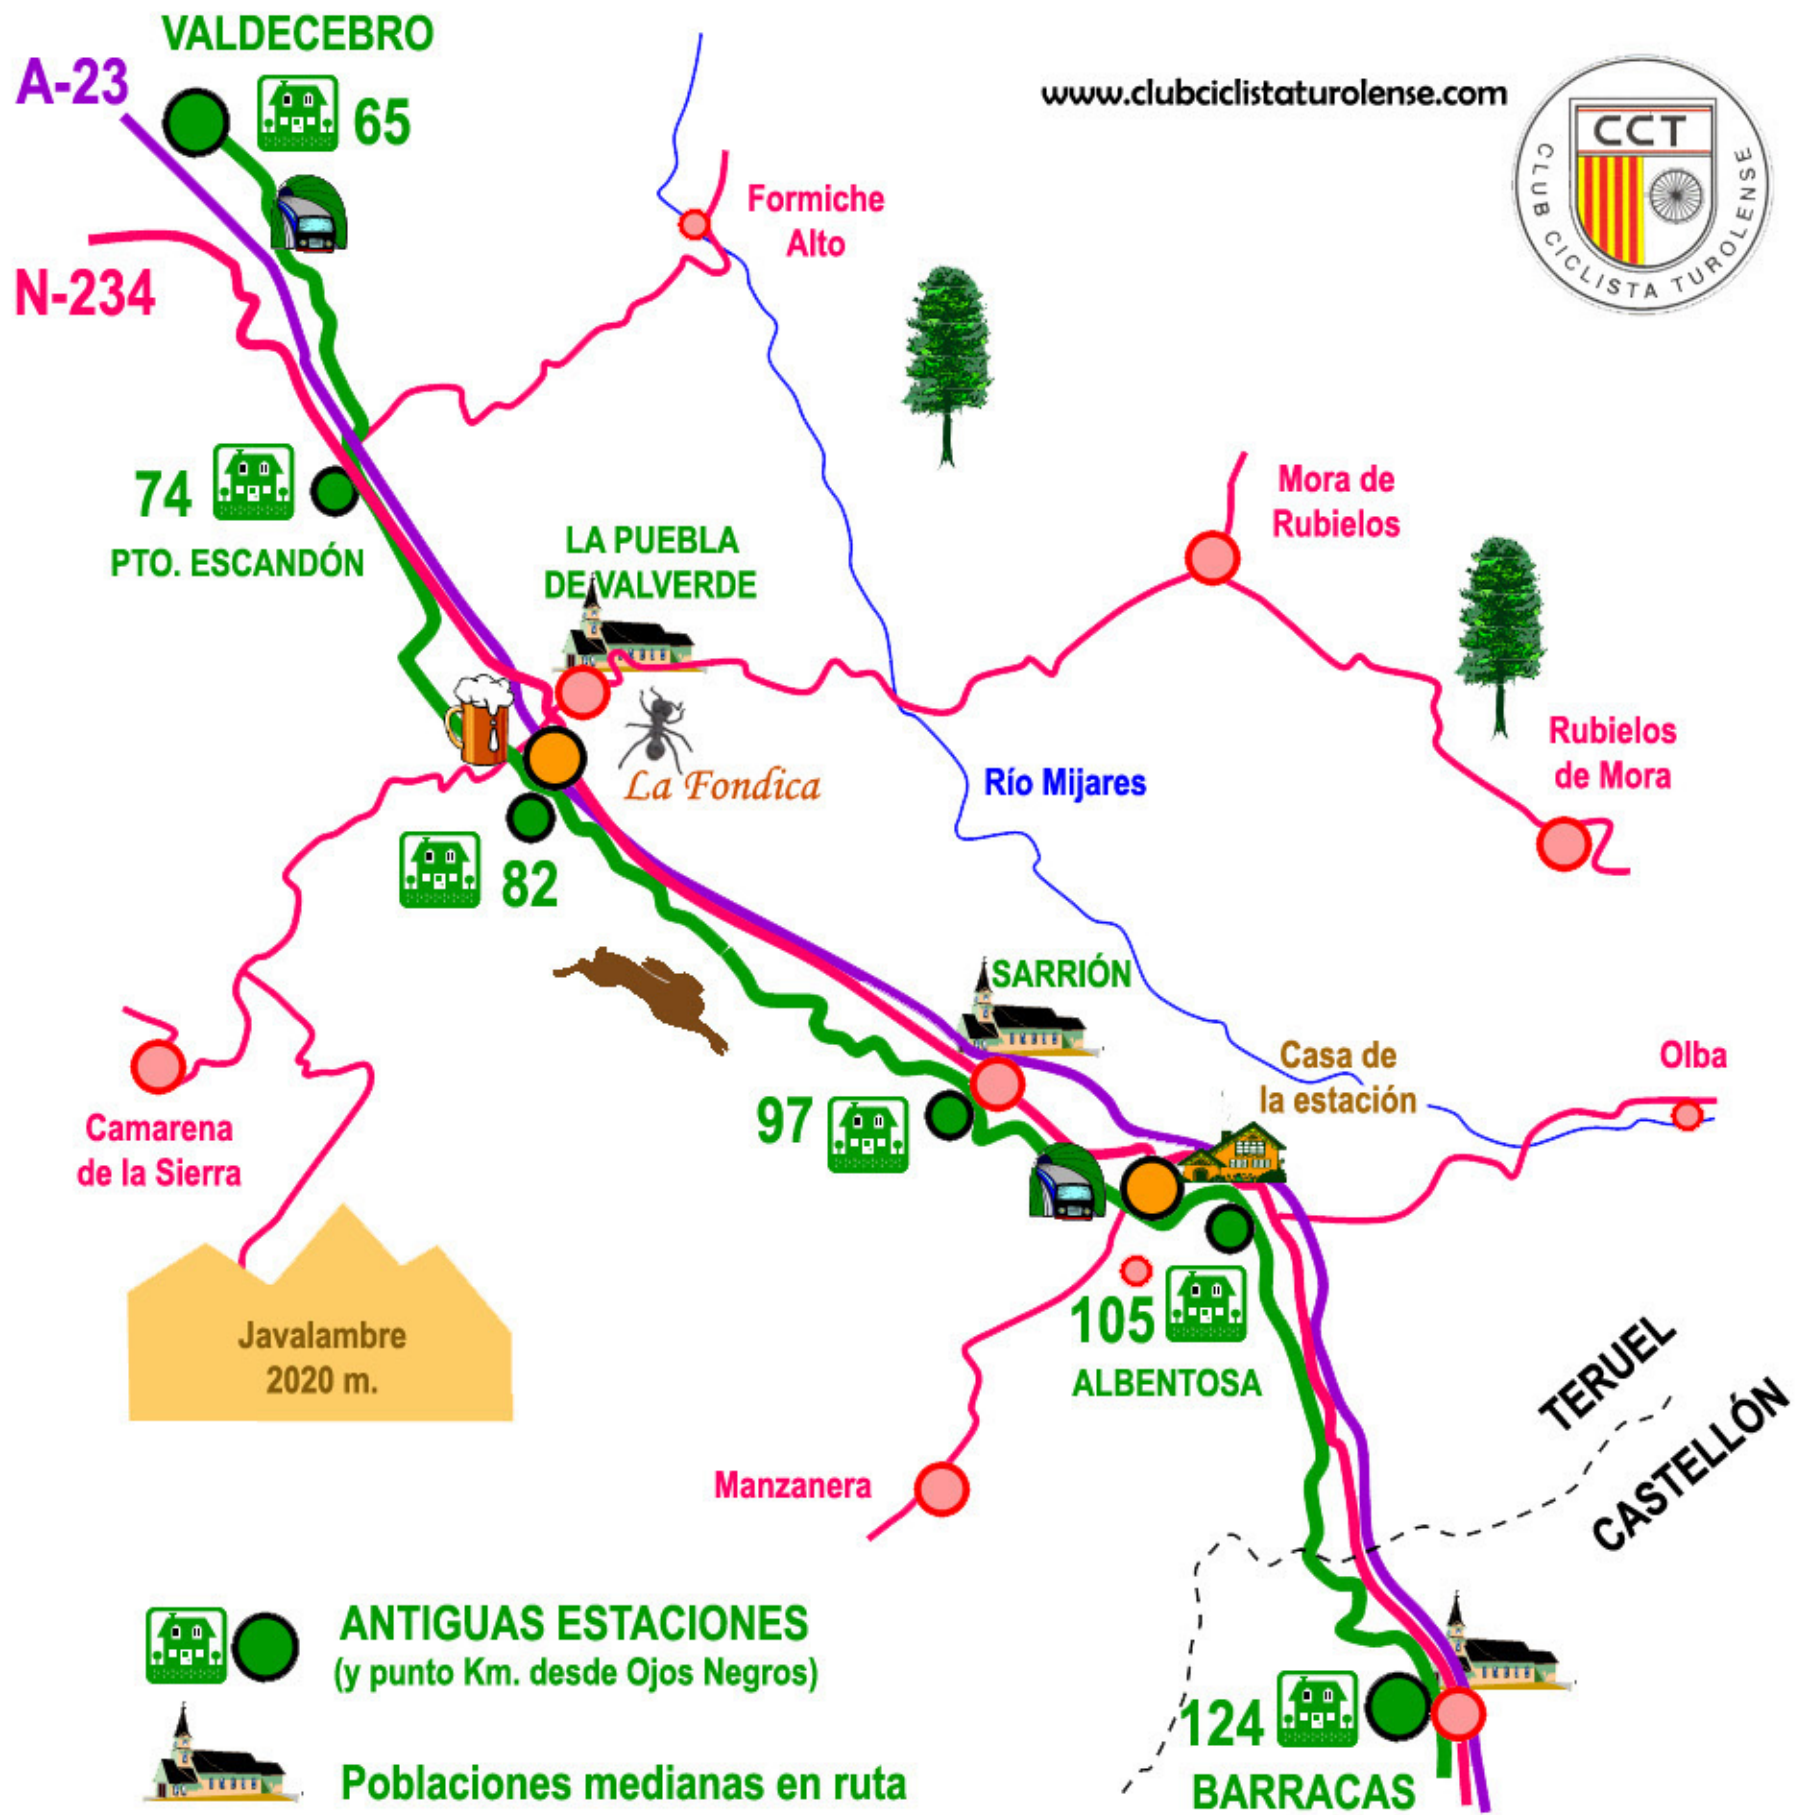 VALDECEBRO
A-23
65
www.clubciclistaturolense.com
CCT
CLUB CICLISTA TUROLENSE
N-234
Formiche
Alto
74
PTO. ESCANDÓN
LA PUEBLA
DE VALVERDE
Mora de
Rubielos
Rubielos
de Mora
La Fondica
Río Mijares
82
SARRIÓN
Casa de
la estación
Olba
97
Camarena
de la Sierra
Javalambre
2020 m.
105
ALBENTOSA
TERUEL
CASTELLÓN
Manzanera
ANTIGUAS ESTACIONES
(y punto Km. desde Ojos Negros)
124
BARRACAS
Poblaciones medianas en ruta